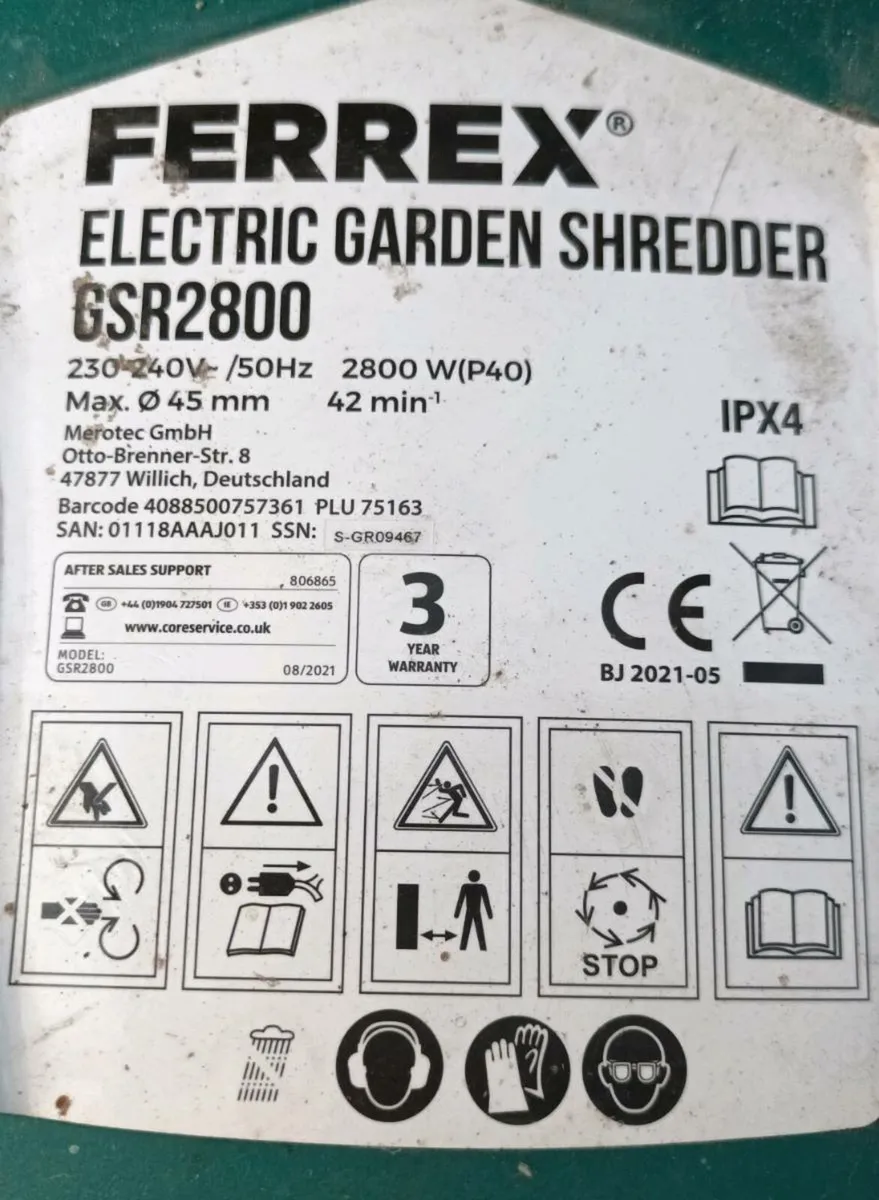 FERREX®
ELECTRIC GARDEN SHREDDER
GSR2800
230-240V~ /50Hz 2800 W(P40)
Max. Ø 45 mm 42 min⁻¹
IPX4
Merotec GmbH
Otto-Brenner-Str. 8
47877 Willich, Deutschland
Barcode 4088500757361 PLU 75163
SAN: 01118AAAJ011 SSN: S-GR09467
AFTER SALES SUPPORT
806865
GB +44 (0)1904 727501 IE +353 (0)1 902 2605
www.coreservice.co.uk
MODEL:
GSR2800 08/2021
3
YEAR
WARRANTY
CE
BJ 2021-05
STOP